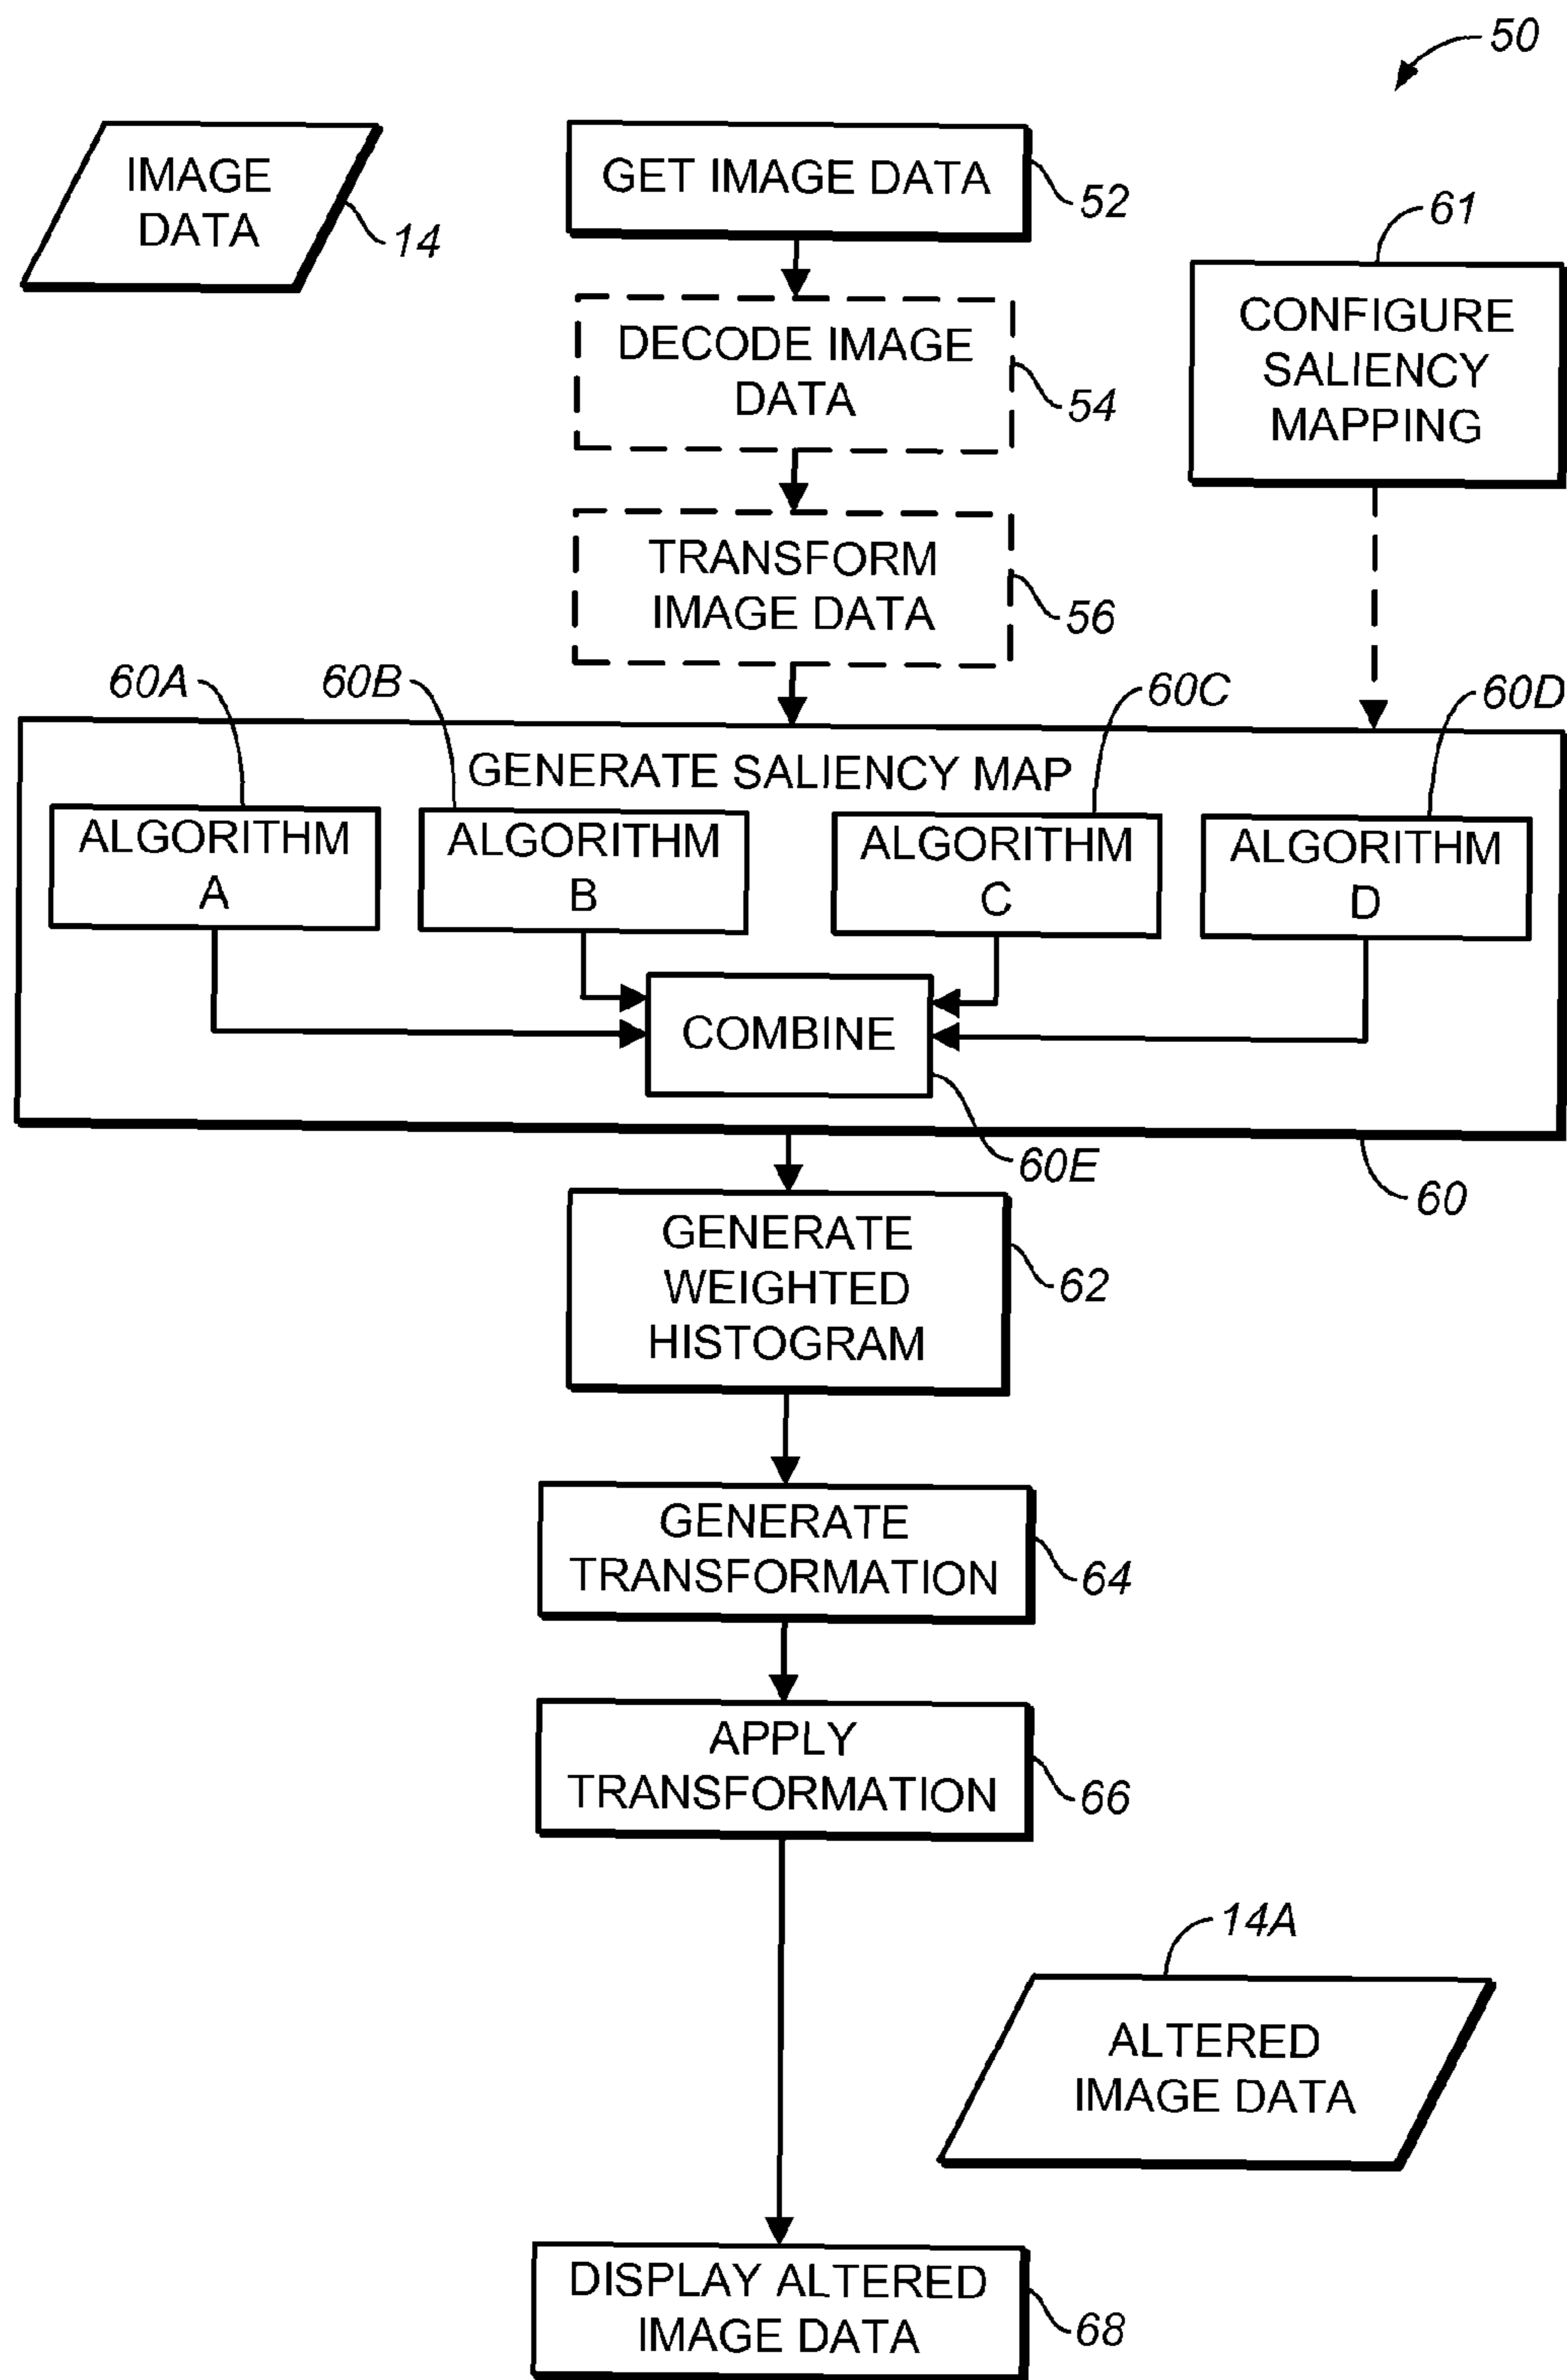 50
IMAGE
DATA
14
GET IMAGE DATA
52
61
CONFIGURE
SALIENCY
MAPPING
DECODE IMAGE
DATA
54
TRANSFORM
IMAGE DATA
56
60A
60B
60C
60D
GENERATE SALIENCY MAP
ALGORITHM
A
ALGORITHM
B
ALGORITHM
C
ALGORITHM
D
COMBINE
60E
60
GENERATE
WEIGHTED
HISTOGRAM
62
GENERATE
TRANSFORMATION
64
APPLY
TRANSFORMATION
66
14A
ALTERED
IMAGE DATA
DISPLAY ALTERED
IMAGE DATA
68